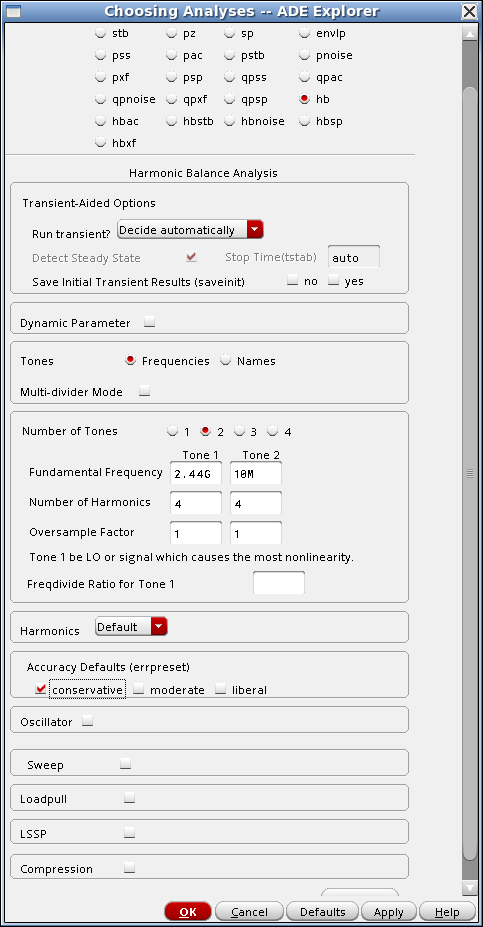 Choosing Analyses -- ADE Explorer
stb pz sp envlp
pss pac pstb pnoise
pxf psp qpss qpac
qpnoise qpxf qpsp hb
hbac hbstb hbnoise hbsp
hbxf
Harmonic Balance Analysis
Transient-Aided Options
Run transient? Decide automatically
Detect Steady State Stop Time(tstab) auto
Save Initial Transient Results (saveinit) no yes
Dynamic Parameter
Tones Frequencies Names
Multi-divider Mode
Number of Tones 1 2 3 4
Tone 1 Tone 2
Fundamental Frequency 2.44G 10M
Number of Harmonics 4 4
Oversample Factor 1 1
Tone 1 be LO or signal which causes the most nonlinearity.
Freqdivide Ratio for Tone 1
Harmonics Default
Accuracy Defaults (errpreset)
conservative moderate liberal
Oscillator
Sweep
Loadpull
LSSP
Compression
OK Cancel Defaults Apply Help